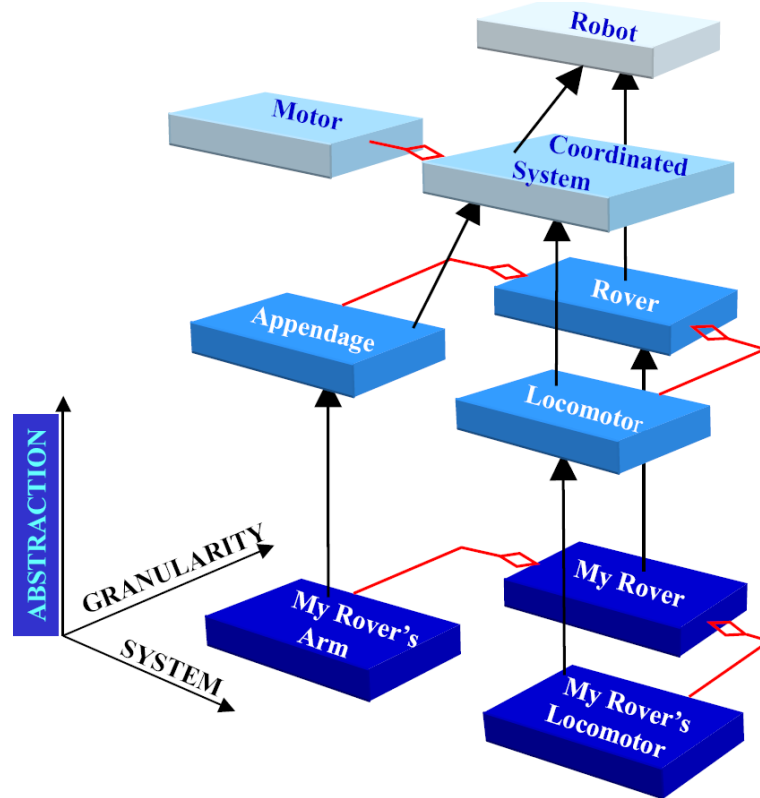 Robot
Motor
Coordinated
System
Rover
Appendage
Locomotor
ABSTRACTION
GRANULARITY
SYSTEM
My Rover
My Rover's
Arm
My Rover's
Locomotor